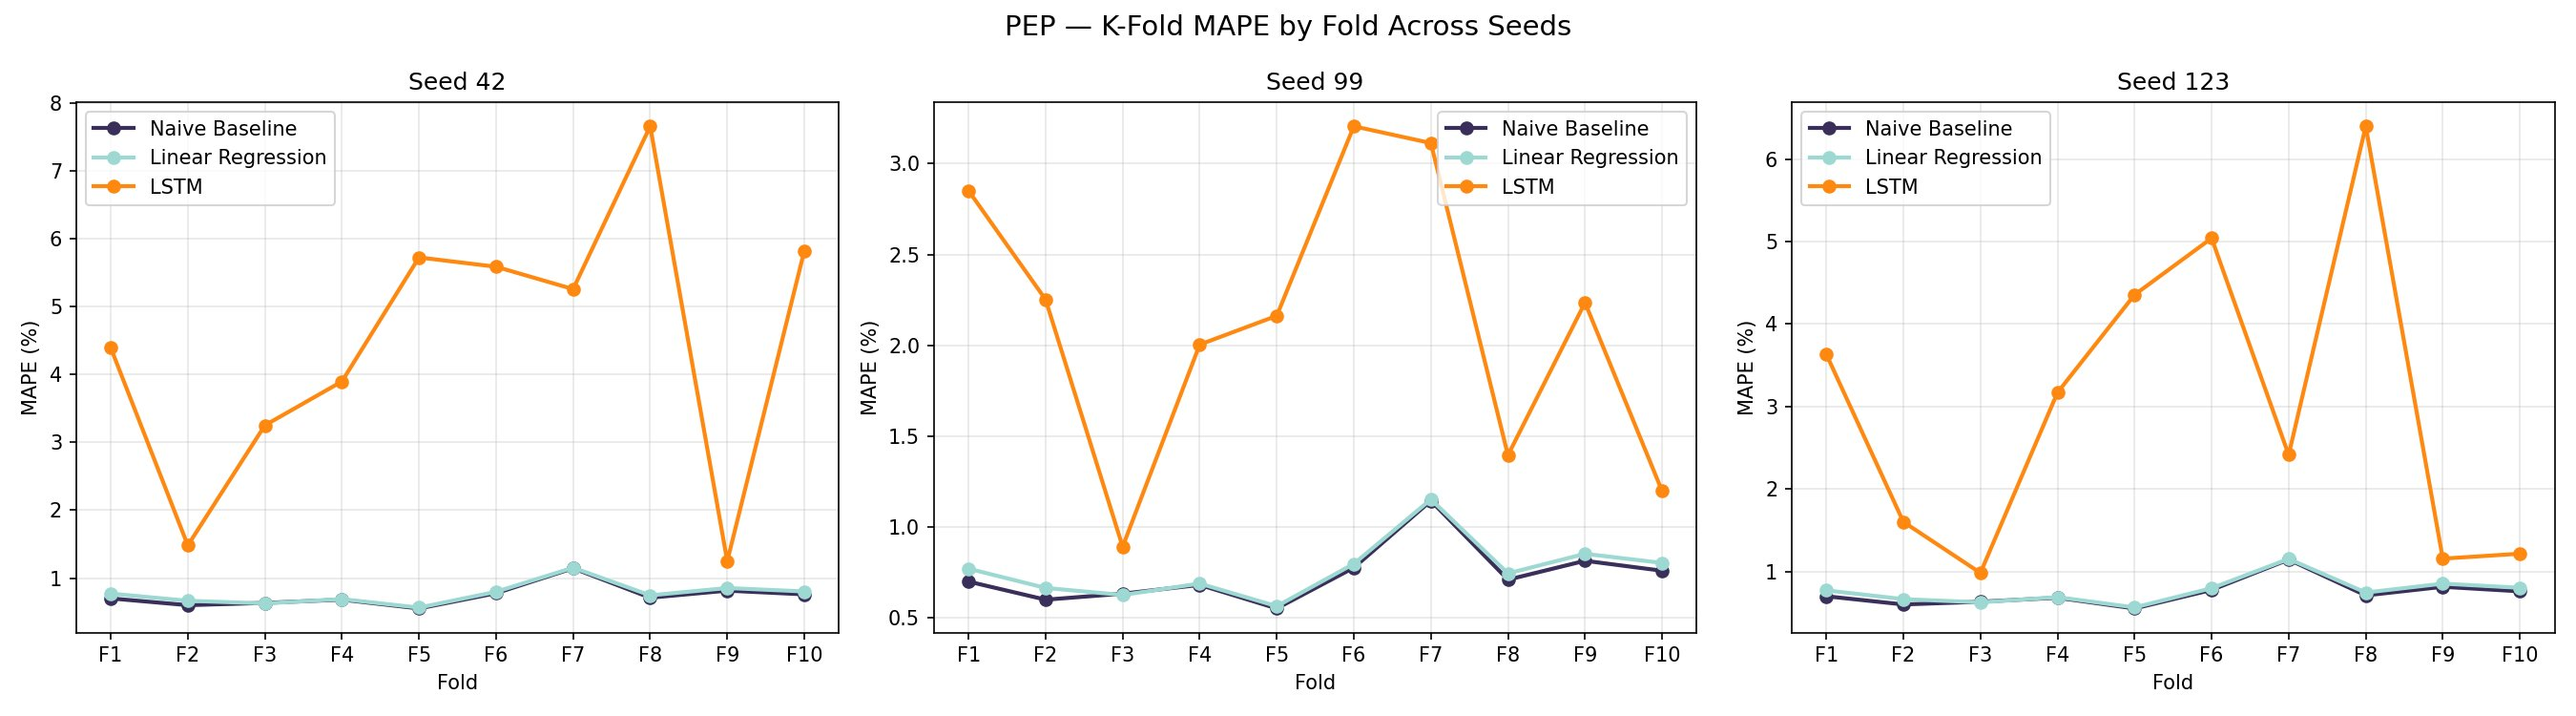 PEP — K-Fold MAPE by Fold Across Seeds
Seed 42
8
7
6
5
4
3
2
1
MAPE (%)
Naive Baseline
Linear Regression
LSTM
F1 F2 F3 F4 F5 F6 F7 F8 F9 F10
Fold
Seed 99
3.0
2.5
2.0
1.5
1.0
0.5
MAPE (%)
Naive Baseline
Linear Regression
LSTM
F1 F2 F3 F4 F5 F6 F7 F8 F9 F10
Fold
Seed 123
6
5
4
3
2
1
MAPE (%)
Naive Baseline
Linear Regression
LSTM
F1 F2 F3 F4 F5 F6 F7 F8 F9 F10
Fold